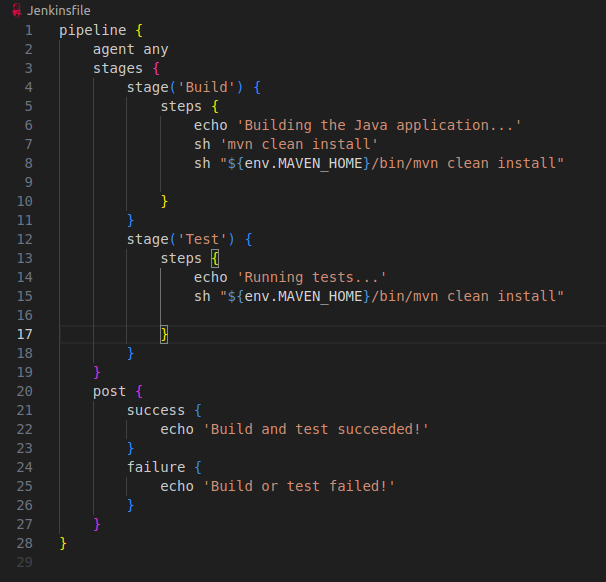 Jenkinsfile
1 pipeline {
2     agent any
3     stages {
4         stage('Build') {
5             steps {
6                 echo 'Building the Java application...'
7                 sh 'mvn clean install'
8                 sh "${env.MAVEN_HOME}/bin/mvn clean install"
9
10             }
11         }
12         stage('Test') {
13             steps {
14                 echo 'Running tests...'
15                 sh "${env.MAVEN_HOME}/bin/mvn clean install"
16
17             }
18         }
19     }
20     post {
21         success {
22             echo 'Build and test succeeded!'
23         }
24         failure {
25             echo 'Build or test failed!'
26         }
27     }
28 }
29